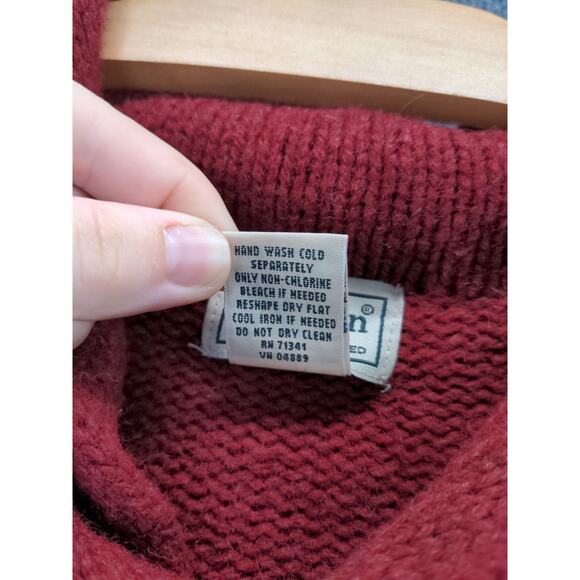 HAND WASH COLD
SEPARATELY
ONLY NON-CHLORINE
BLEACH IF NEEDED
RESHAPE DRY FLAT
COOL IRON IF NEEDED
DO NOT DRY CLEAN
RN 71341
VN 04889